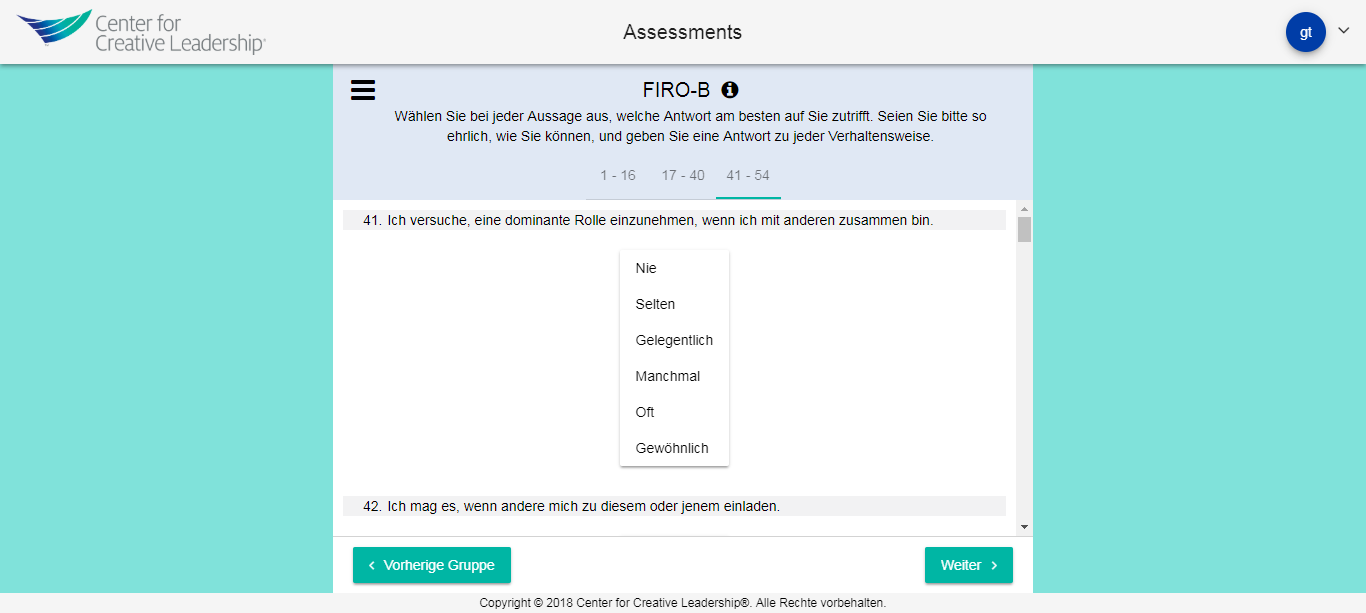 Center for
Creative Leadership®
Assessments
gt
FIRO-B
Wählen Sie bei jeder Aussage aus, welche Antwort am besten auf Sie zutrifft. Seien Sie bitte so
ehrlich, wie Sie können, und geben Sie eine Antwort zu jeder Verhaltensweise.
1 - 16 17 - 40 41 - 54
41. Ich versuche, eine dominante Rolle einzunehmen, wenn ich mit anderen zusammen bin.
Nie
Selten
Gelegentlich
Manchmal
Oft
Gewöhnlich
42. Ich mag es, wenn andere mich zu diesem oder jenem einladen.
Vorherige Gruppe Weiter
Copyright © 2018 Center for Creative Leadership®. Alle Rechte vorbehalten.